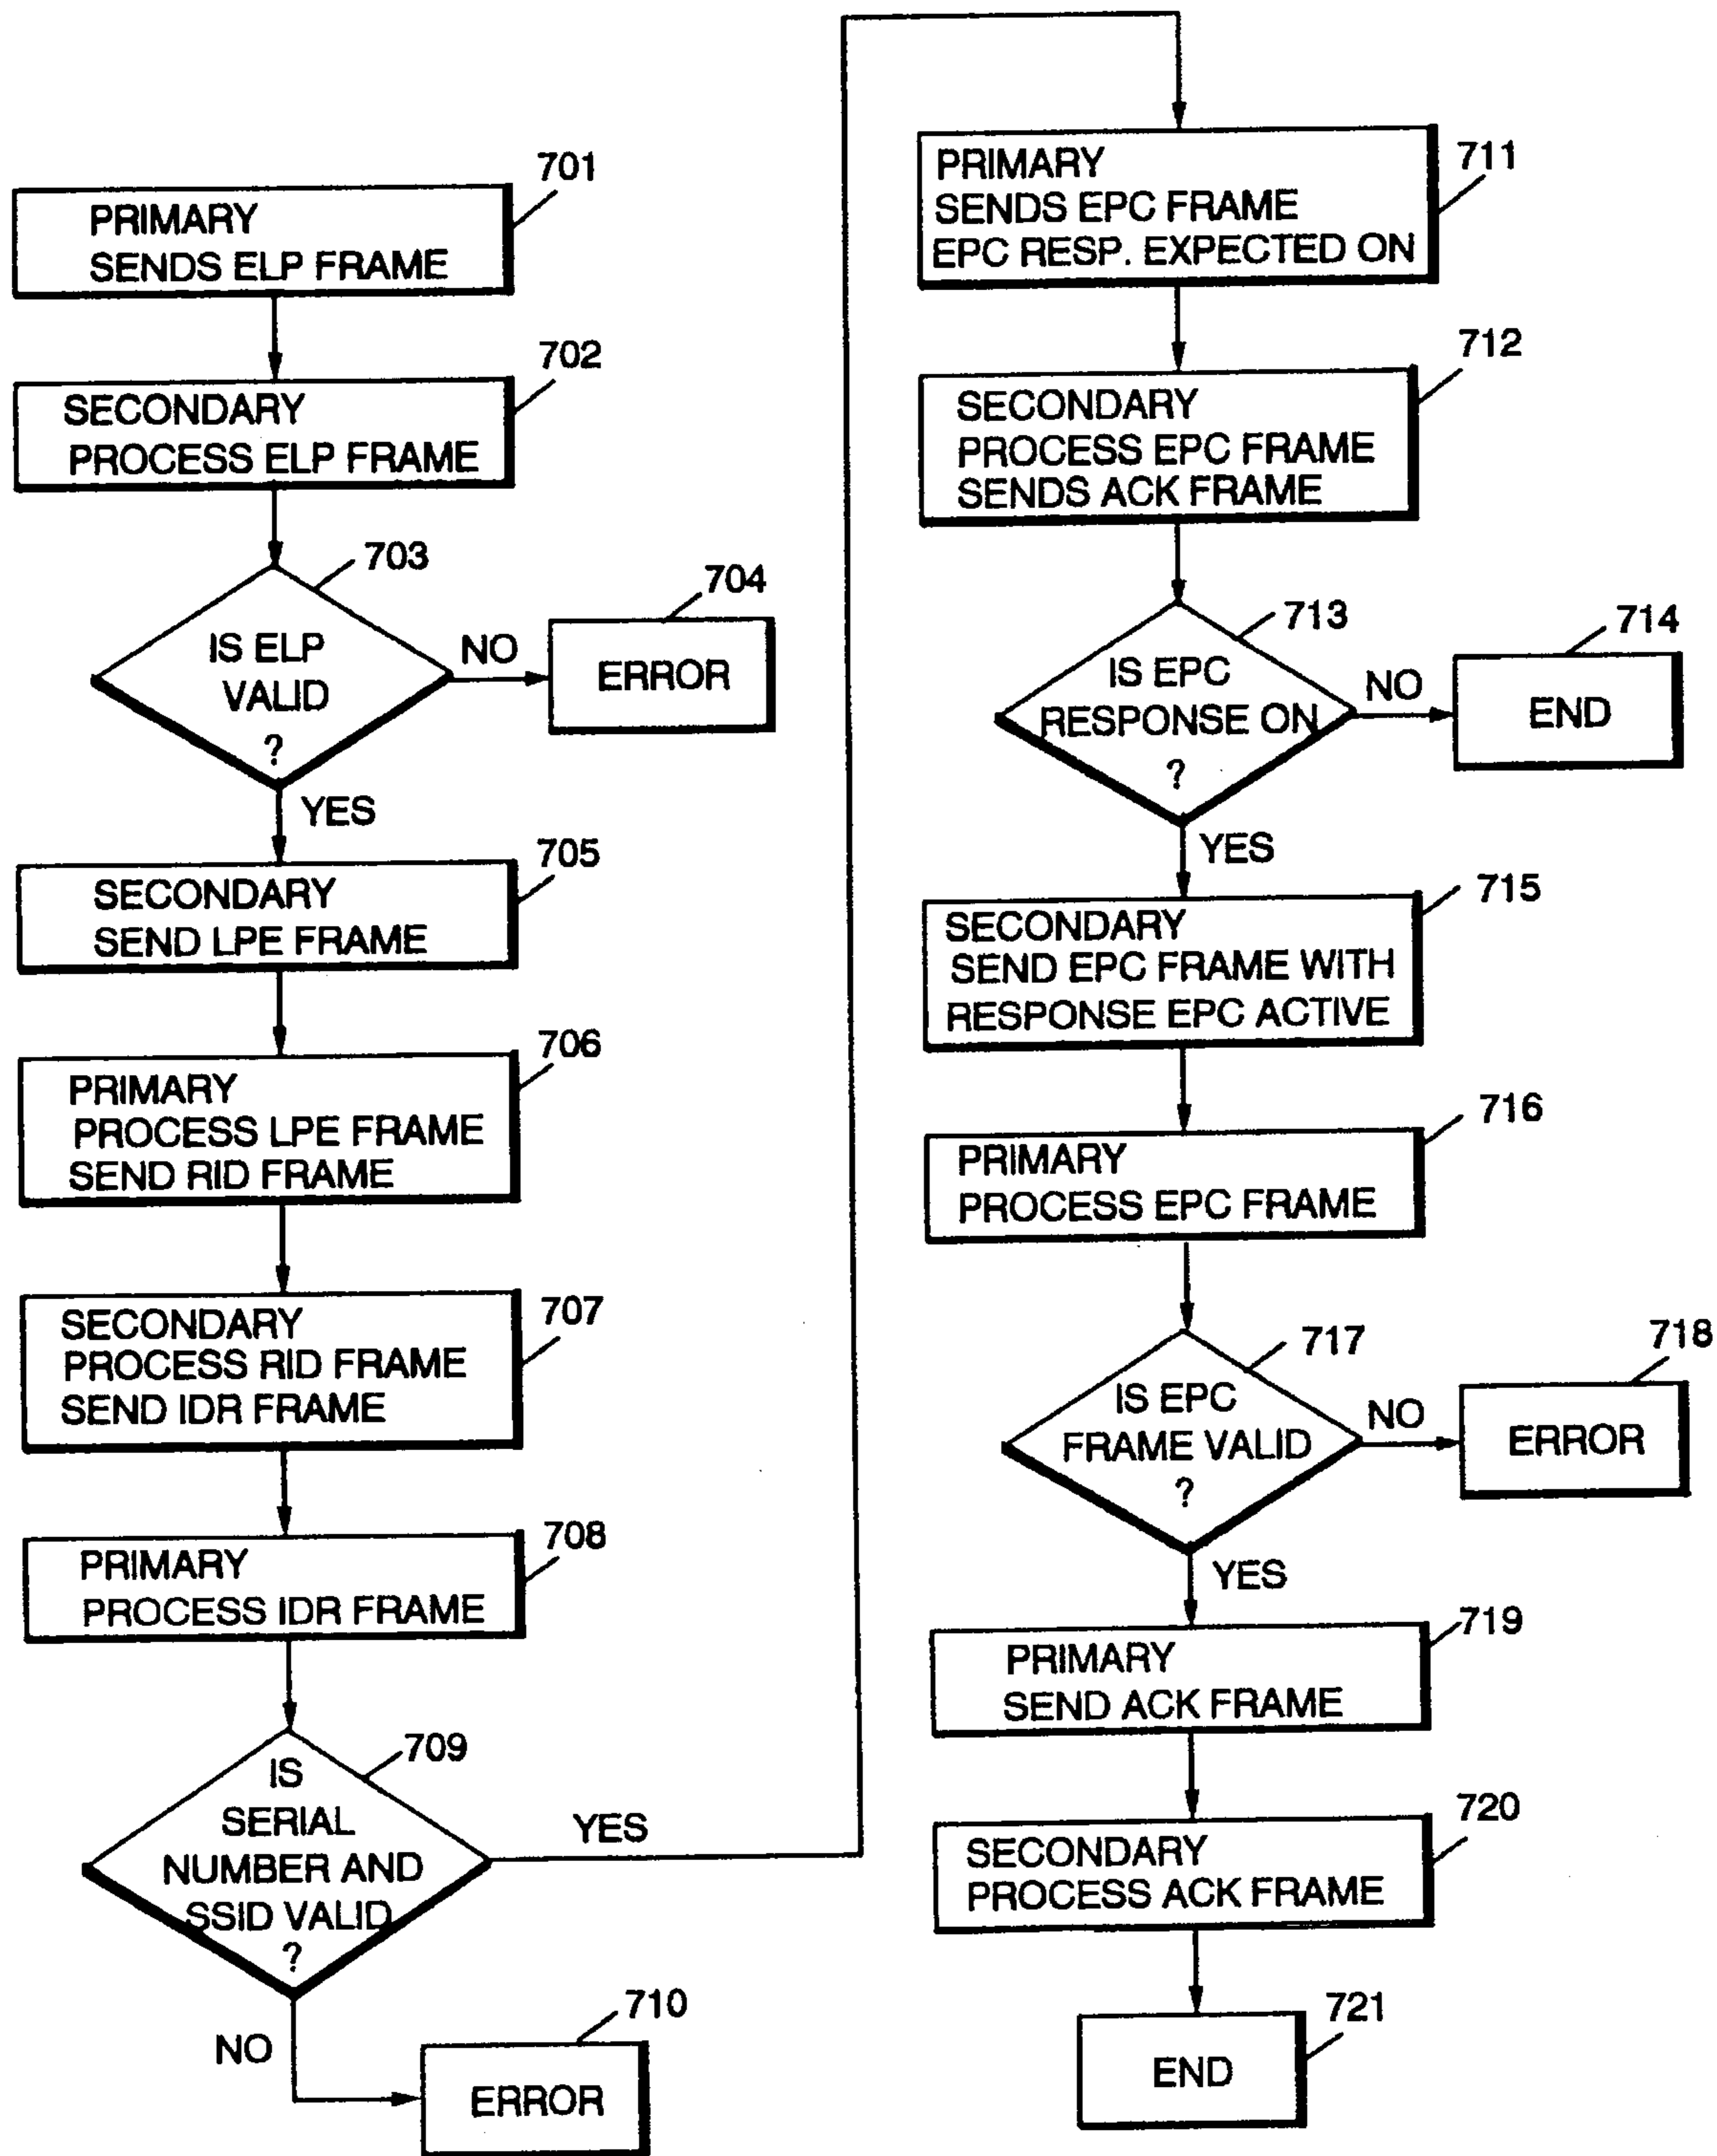 701
PRIMARY
SENDS ELP FRAME
702
SECONDARY
PROCESS ELP FRAME
703
IS ELP
VALID
?
NO
704
ERROR
YES
705
SECONDARY
SEND LPE FRAME
706
PRIMARY
PROCESS LPE FRAME
SEND RID FRAME
707
SECONDARY
PROCESS RID FRAME
SEND IDR FRAME
708
PRIMARY
PROCESS IDR FRAME
709
IS
SERIAL
NUMBER AND
SSID VALID
?
YES
NO
710
ERROR
711
PRIMARY
SENDS EPC FRAME
EPC RESP. EXPECTED ON
712
SECONDARY
PROCESS EPC FRAME
SENDS ACK FRAME
713
IS EPC
RESPONSE ON
?
NO
714
END
YES
715
SECONDARY
SEND EPC FRAME WITH
RESPONSE EPC ACTIVE
716
PRIMARY
PROCESS EPC FRAME
717
IS EPC
FRAME VALID
?
NO
718
ERROR
YES
719
PRIMARY
SEND ACK FRAME
720
SECONDARY
PROCESS ACK FRAME
721
END